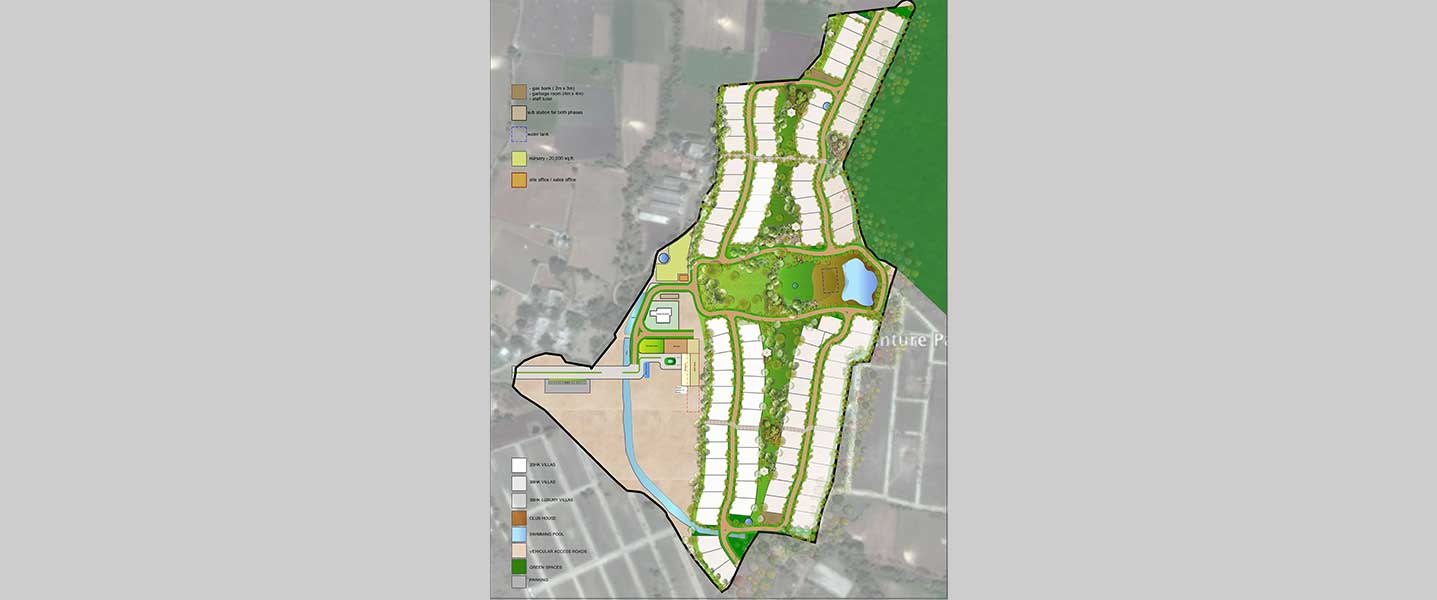 - gas bank ( 2m x 3m)
- garbage room (4m x 4m)
- staff toilet
sub station for both phases
water tank
nursery - 20,000 sq.ft.
site office / sales office
nture Pa
2BHK VILLAS
3BHK VILLAS
3BHK LUXURY VILLAS
CLUB HOUSE
SWIMMING POOL
VEHICULAR ACCESS ROADS
GREEN SPACES
PARKING